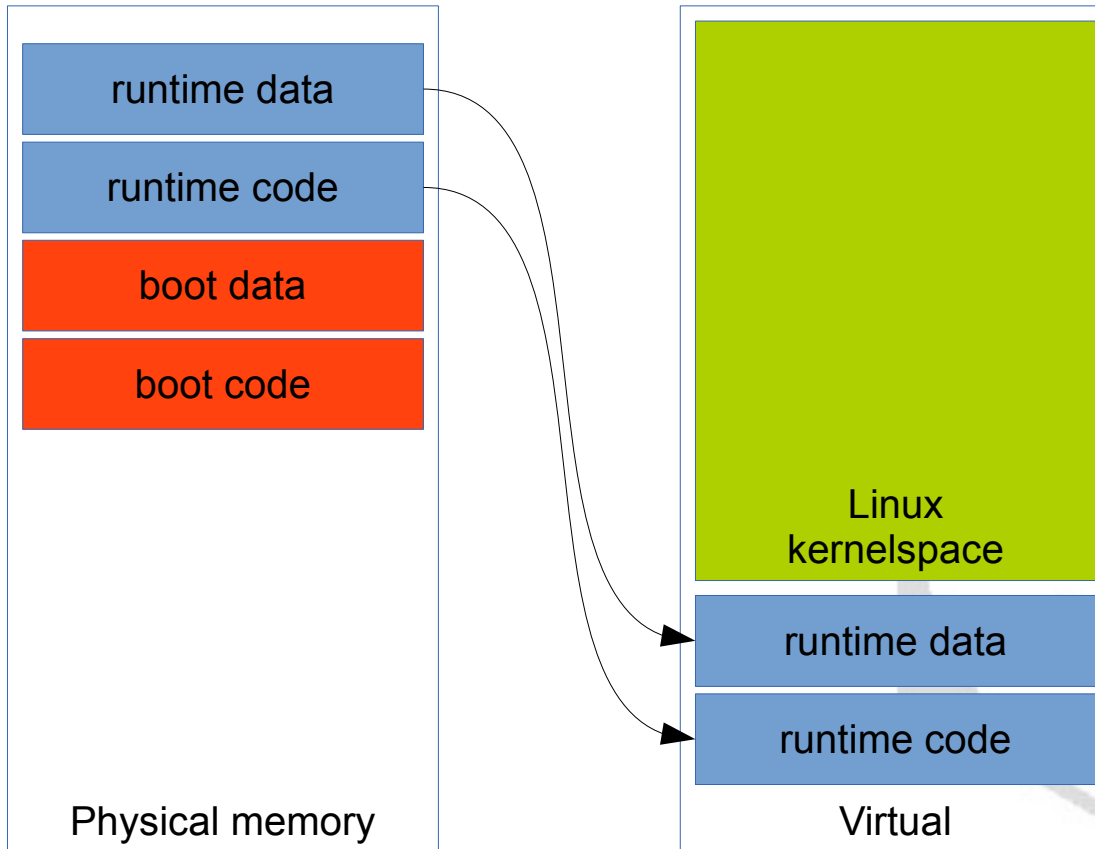 runtime data
runtime code
boot data
boot code
Physical memory
Linux
kernelspace
runtime data
runtime code
Virtual